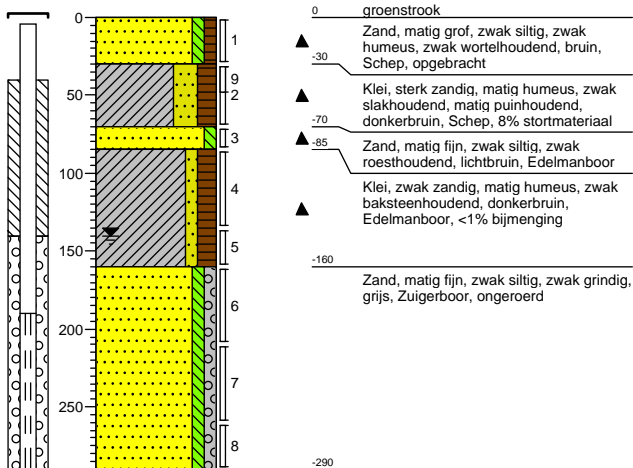 0
50
100
150
200
250
1
9
2
3
4
5
6
7
8
0
groenstrook
Zand, matig grof, zwak siltig, zwak
humeus, zwak wortelhoudend, bruin,
Schep, opgebracht
-30
Klei, sterk zandig, matig humeus, zwak
slakhoudend, matig puinhoudend,
donkerbruin, Schep, 8% stortmateriaal
-70
Zand, matig fijn, zwak siltig, zwak
roesthoudend, lichtbruin, Edelmanboor
-85
Klei, zwak zandig, matig humeus, zwak
baksteenhoudend, donkerbruin,
Edelmanboor, <1% bijmenging
-160
Zand, matig fijn, zwak siltig, zwak grindig,
grijs, Zuigerboor, ongeroerd
-290